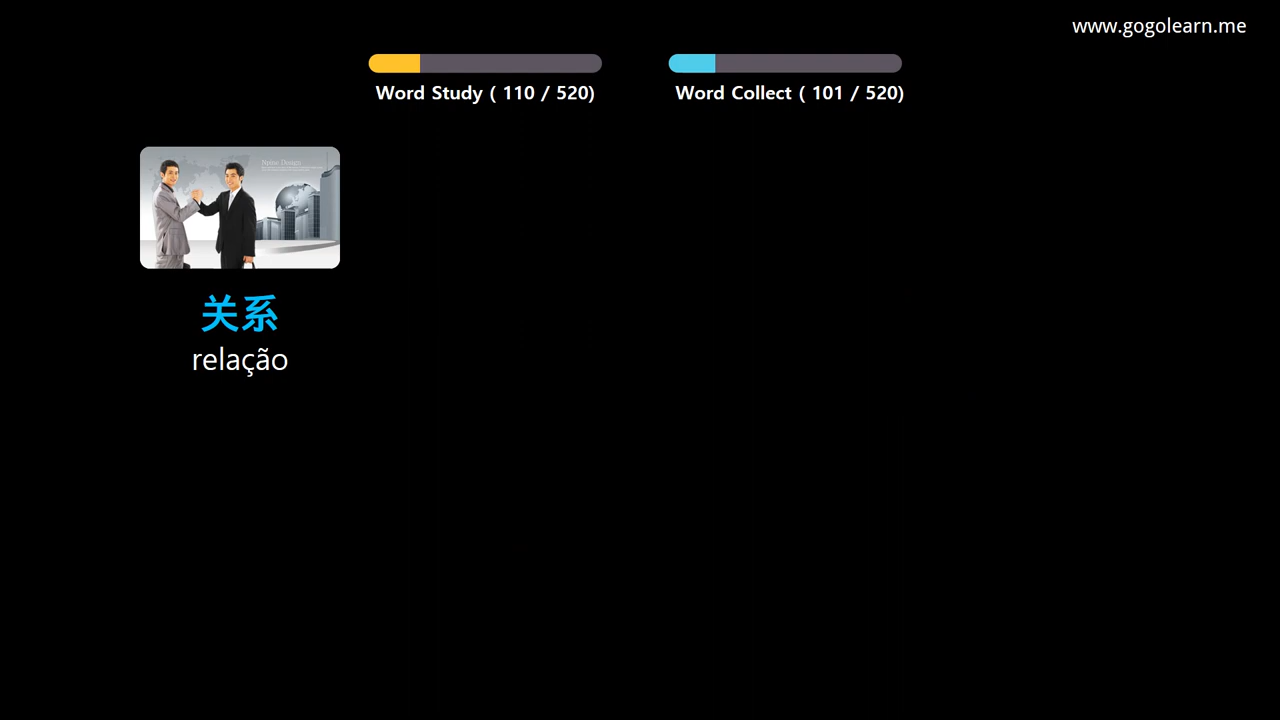 www.gogolearn.me
Word Study ( 110 / 520)
Word Collect ( 101 / 520)
关系
relação